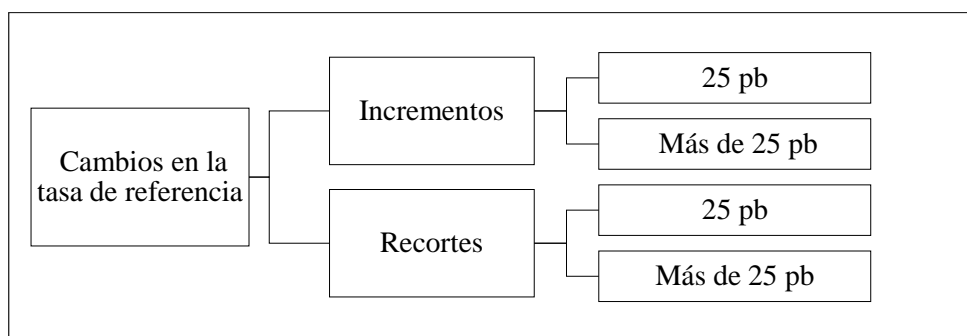 Cambios en la
tasa de referencia
Incrementos
25 pb
Más de 25 pb
Recortes
25 pb
Más de 25 pb